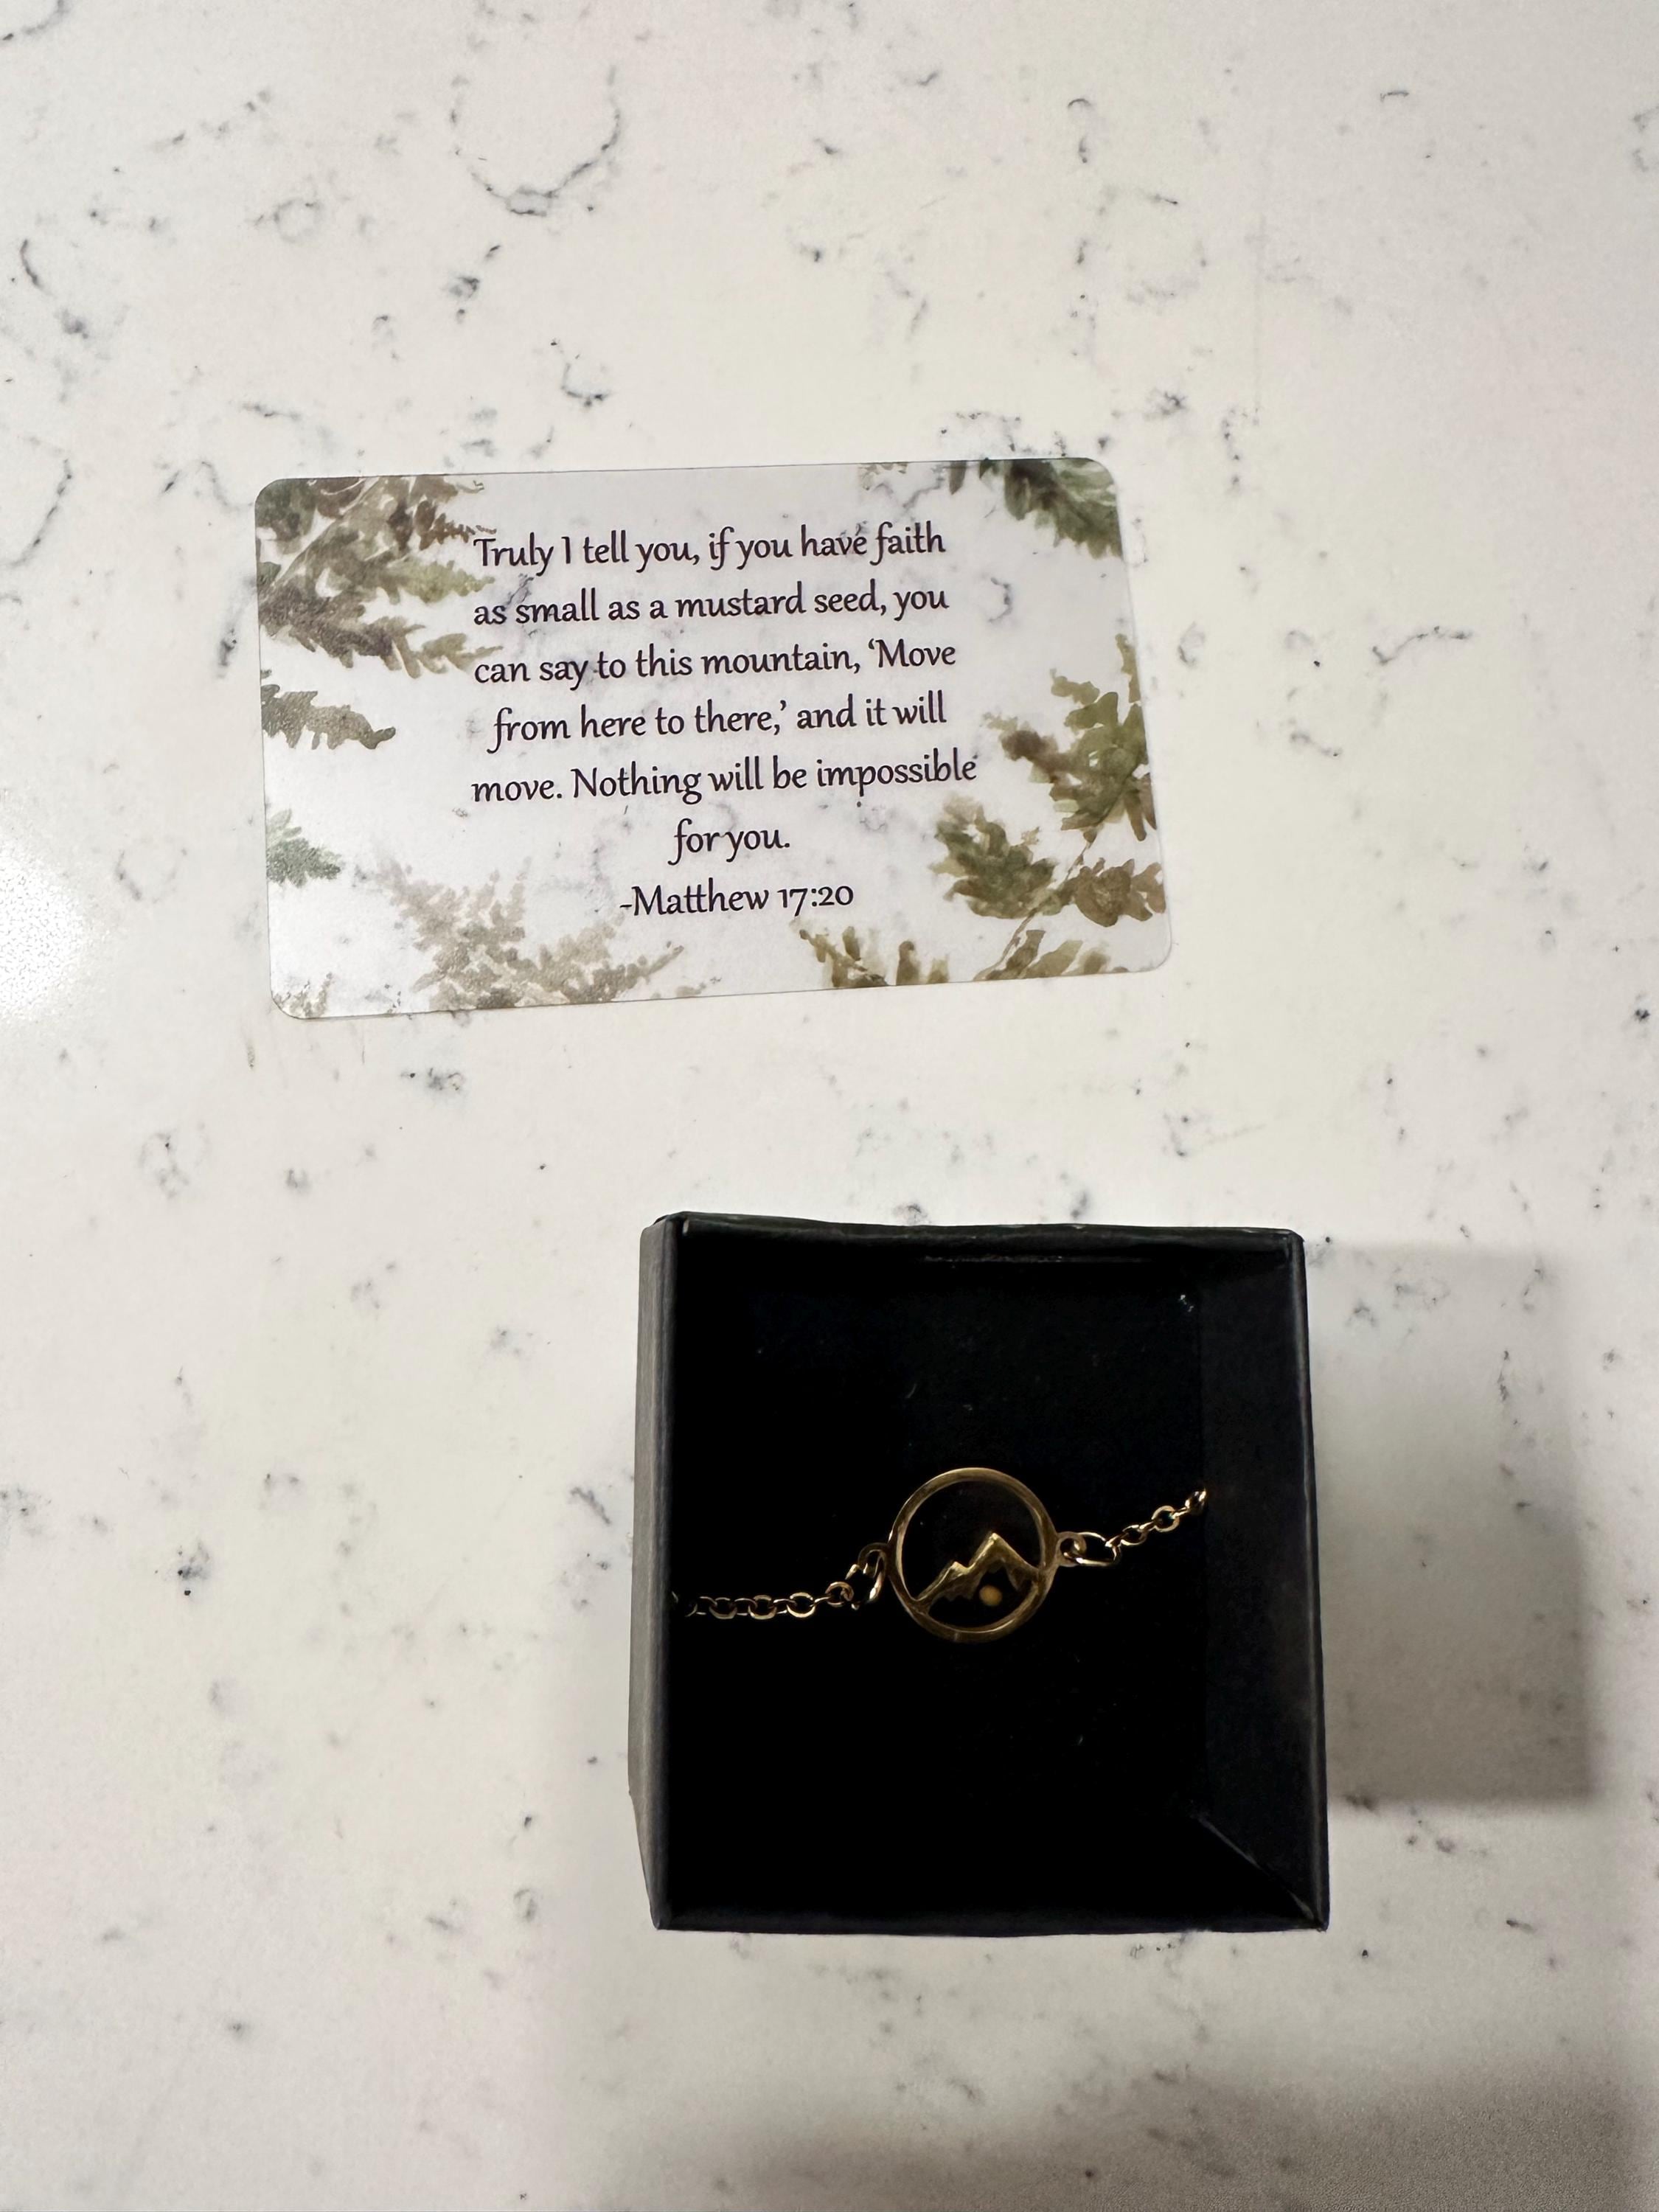 Truly I tell you, if you have faith
as small as a mustard seed, you
can say to this mountain, ‘Move
from here to there,’ and it will
move. Nothing will be impossible
for you.
-Matthew 17:20